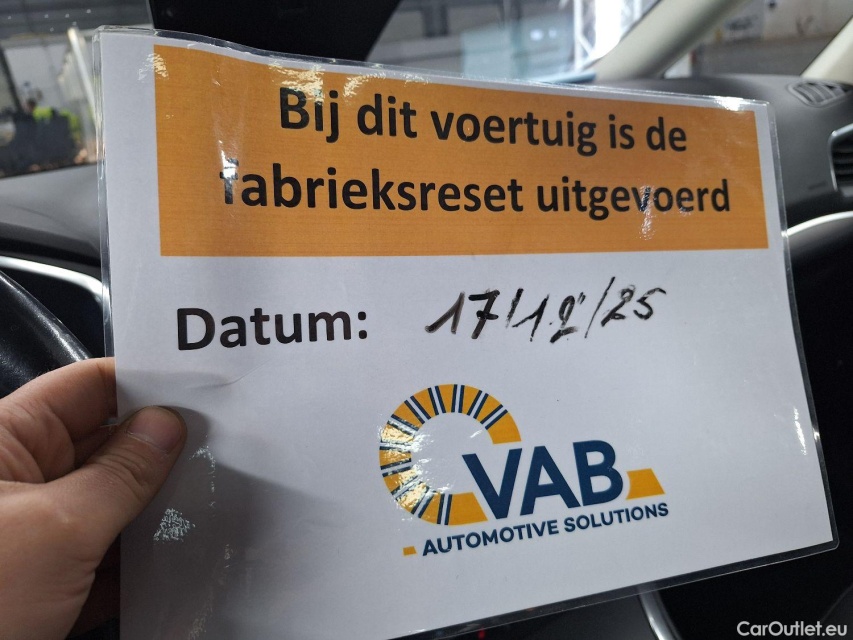 Bij dit voertuig is de
fabrieksreset uitgevoerd
Datum: 17/12/25
VAB
AUTOMOTIVE SOLUTIONS
CarOutlet.eu